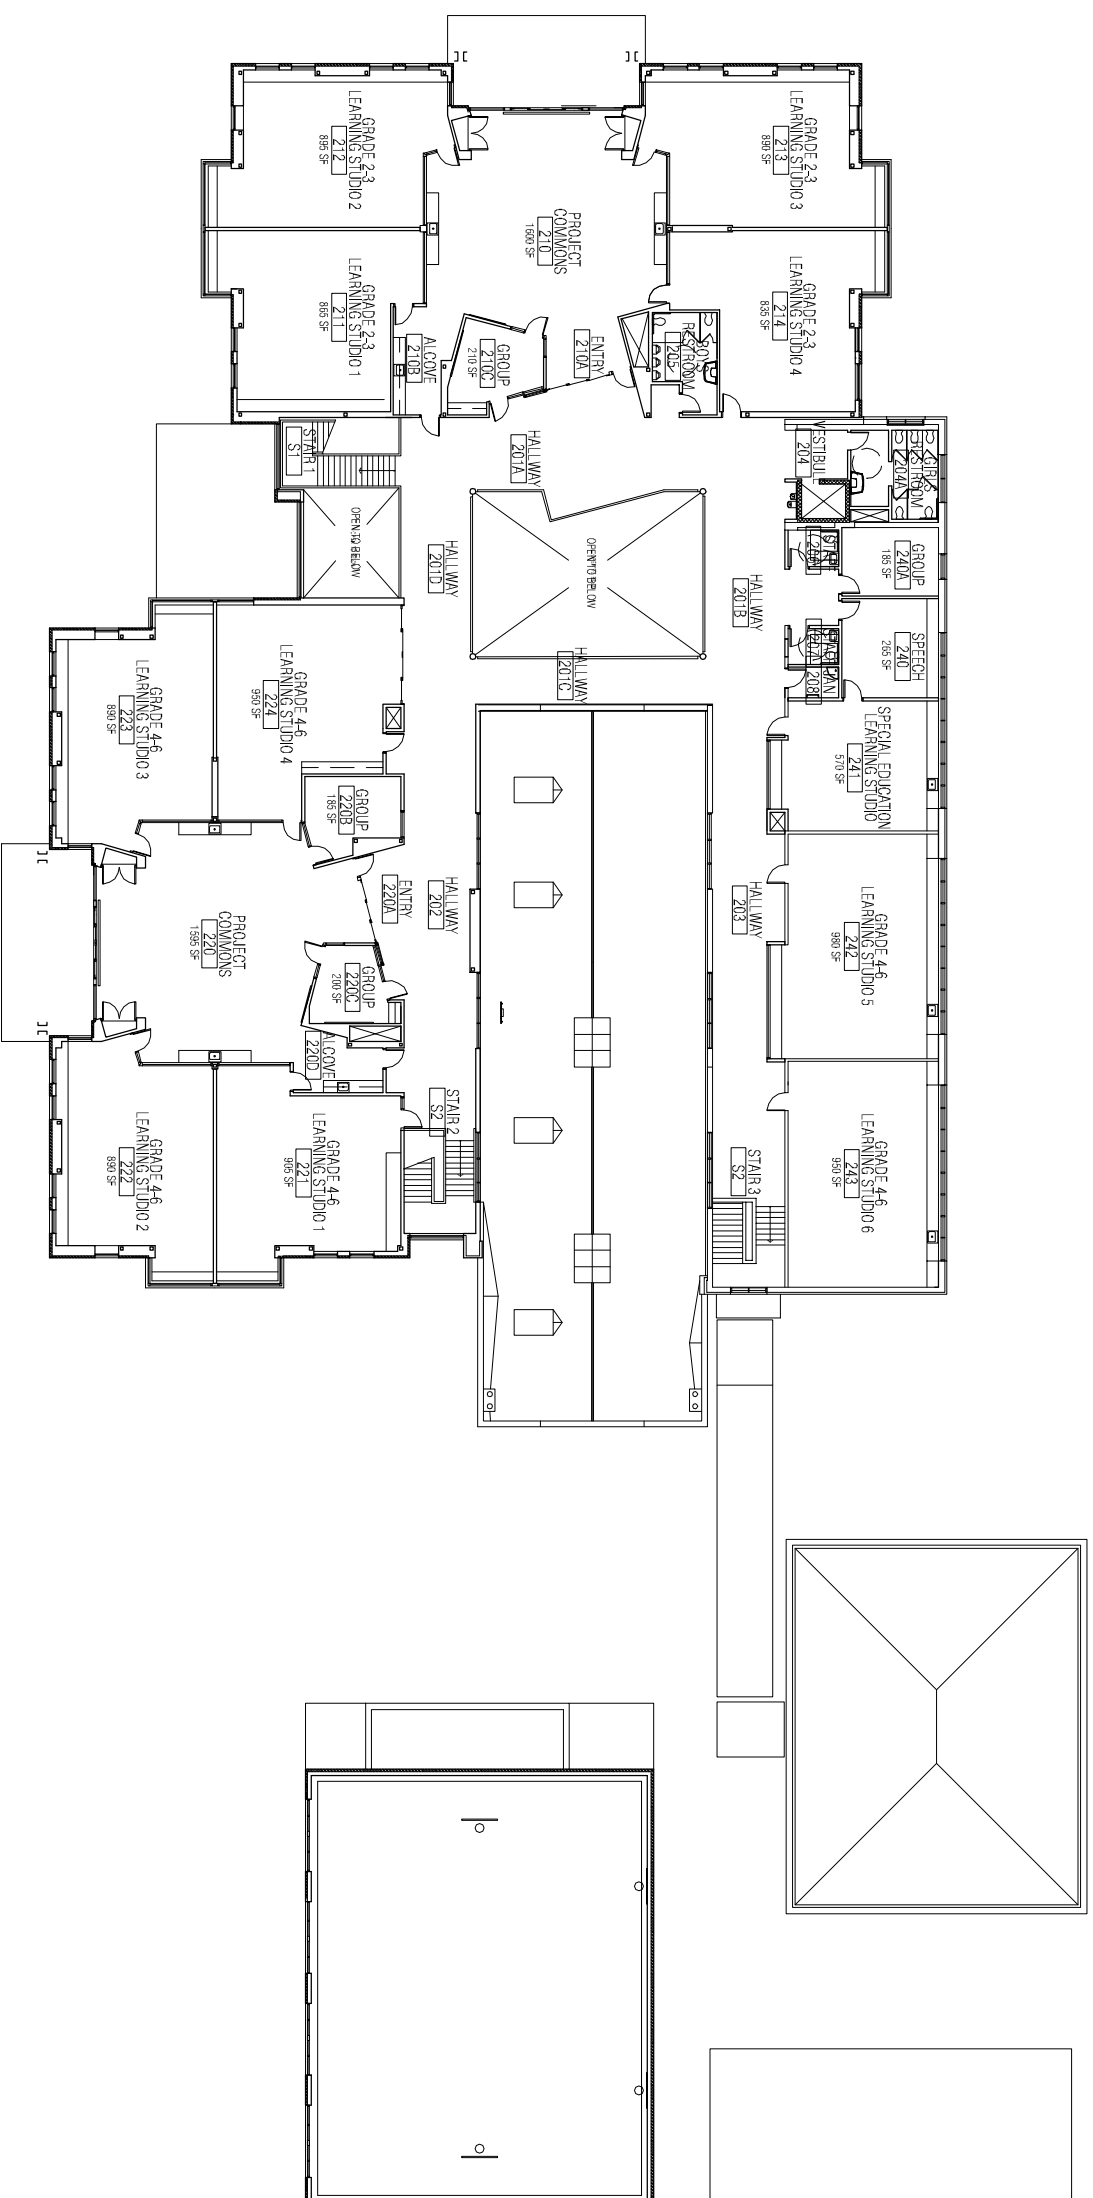 GRADE 2-3
LEARNING STUDIO 2
212
895 SF
GRADE 2-3
LEARNING STUDIO 1
211
865 SF
PROJECT
COMMONS
210
1600 SF
GRADE 2-3
LEARNING STUDIO 3
213
890 SF
GRADE 2-3
LEARNING STUDIO 4
214
835 SF
ALCOVE
210B
GROUP
210C
210 SF
ENTRY
210A
BOYS
RESTROOM
205
STAIR 1
S1
HALLWAY
201A
VESTIBULE
204
GIRLS
RESTROOM
204A
OPEN TO BELOW
HALLWAY
201D
OPEN TO BELOW
HALLWAY
201B
HALLWAY
201C
206
GROUP
240A
185 SF
207
208
JAN
SPEECH
240
265 SF
SPECIAL EDUCATION
LEARNING STUDIO
241
570 SF
GRADE 4-6
LEARNING STUDIO 3
223
890 SF
GRADE 4-6
LEARNING STUDIO 4
224
950 SF
GROUP
220B
185 SF
ENTRY
220A
HALLWAY
202
HALLWAY
203
GRADE 4-6
LEARNING STUDIO 5
242
980 SF
PROJECT
COMMONS
220
1595 SF
GROUP
220C
200 SF
ALCOVE
220D
GRADE 4-6
LEARNING STUDIO 2
222
890 SF
GRADE 4-6
LEARNING STUDIO 1
221
905 SF
STAIR 2
S2
STAIR 3
S2
GRADE 4-6
LEARNING STUDIO 6
243
950 SF